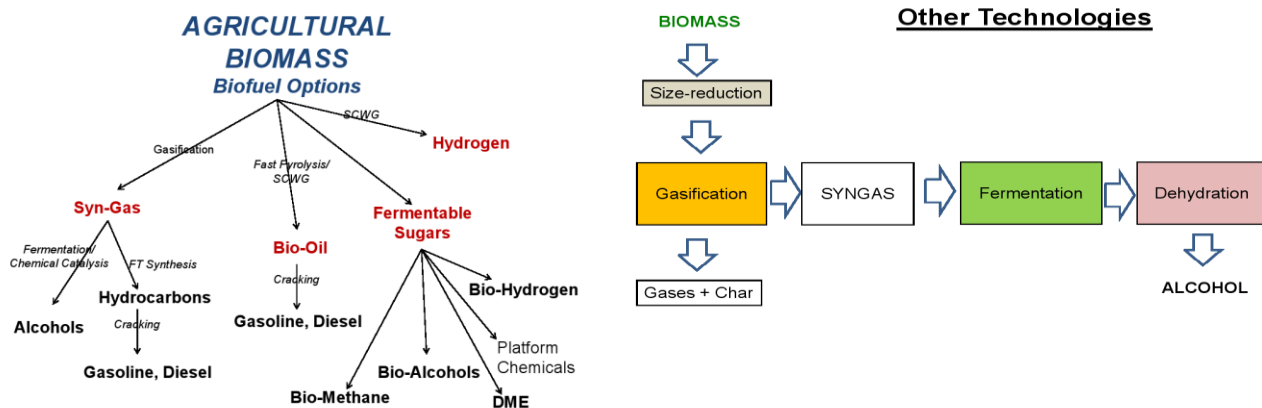 AGRICULTURAL
BIOMASS
Biofuel Options
SCWG
Hydrogen
Gasification
Fast Pyrolysis/
SCWG
Syn-Gas
Fermentable
Sugars
Bio-Oil
Fermentation/
Chemical Catalysis
FT Synthesis
Cracking
Bio-Hydrogen
Hydrocarbons
Alcohols
Cracking
Gasoline, Diesel
Platform
Chemicals
Gasoline, Diesel
Bio-Alcohols
Bio-Methane
DME
Other Technologies
BIOMASS
Size-reduction
Gasification
SYNGAS
Fermentation
Dehydration
Gases + Char
ALCOHOL